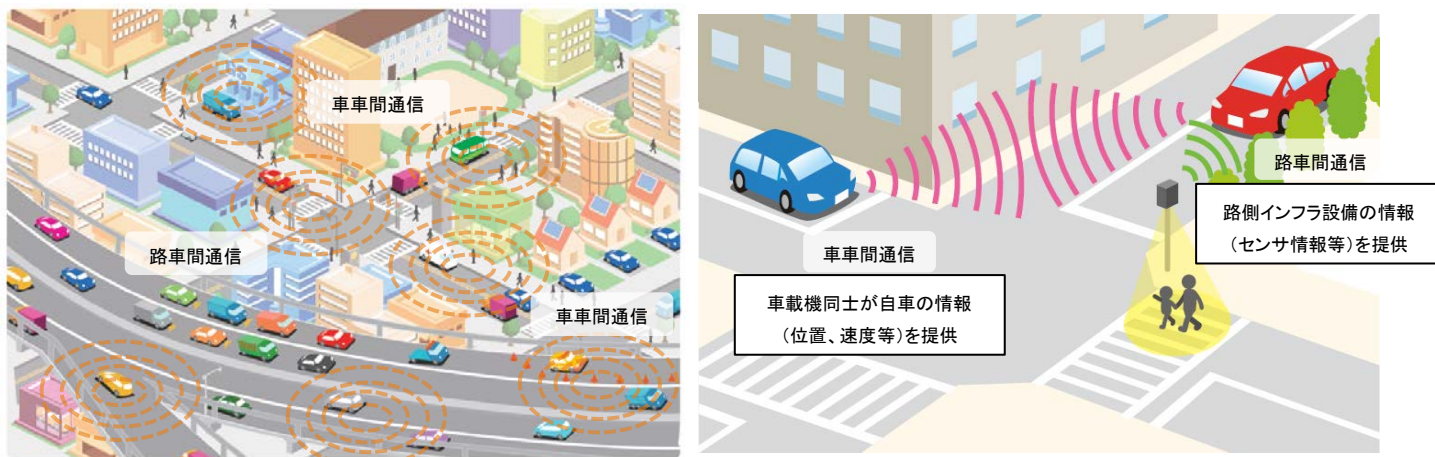 車車間通信
路車間通信
車車間通信
路車間通信
路側インフラ設備の情報
（センサ情報等）を提供
車車間通信
車載機同士が自車の情報
（位置、速度等）を提供